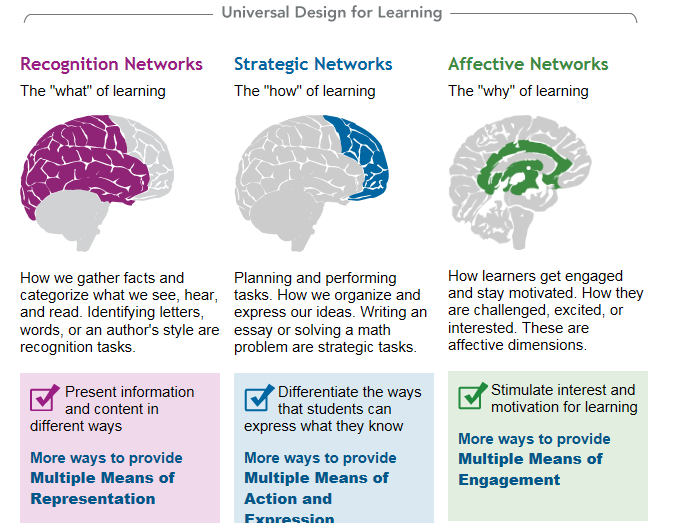 Universal Design for Learning
Recognition Networks
The "what" of learning
How we gather facts and
categorize what we see, hear,
and read. Identifying letters,
words, or an author's style are
recognition tasks.
Present information
and content in
different ways
More ways to provide
Multiple Means of
Representation
Strategic Networks
The "how" of learning
Planning and performing
tasks. How we organize and
express our ideas. Writing an
essay or solving a math
problem are strategic tasks.
Differentiate the ways
that students can
express what they know
More ways to provide
Multiple Means of
Action and
Expression
Affective Networks
The "why" of learning
How learners get engaged
and stay motivated. How they
are challenged, excited, or
interested. These are
affective dimensions.
Stimulate interest and
motivation for learning
More ways to provide
Multiple Means of
Engagement